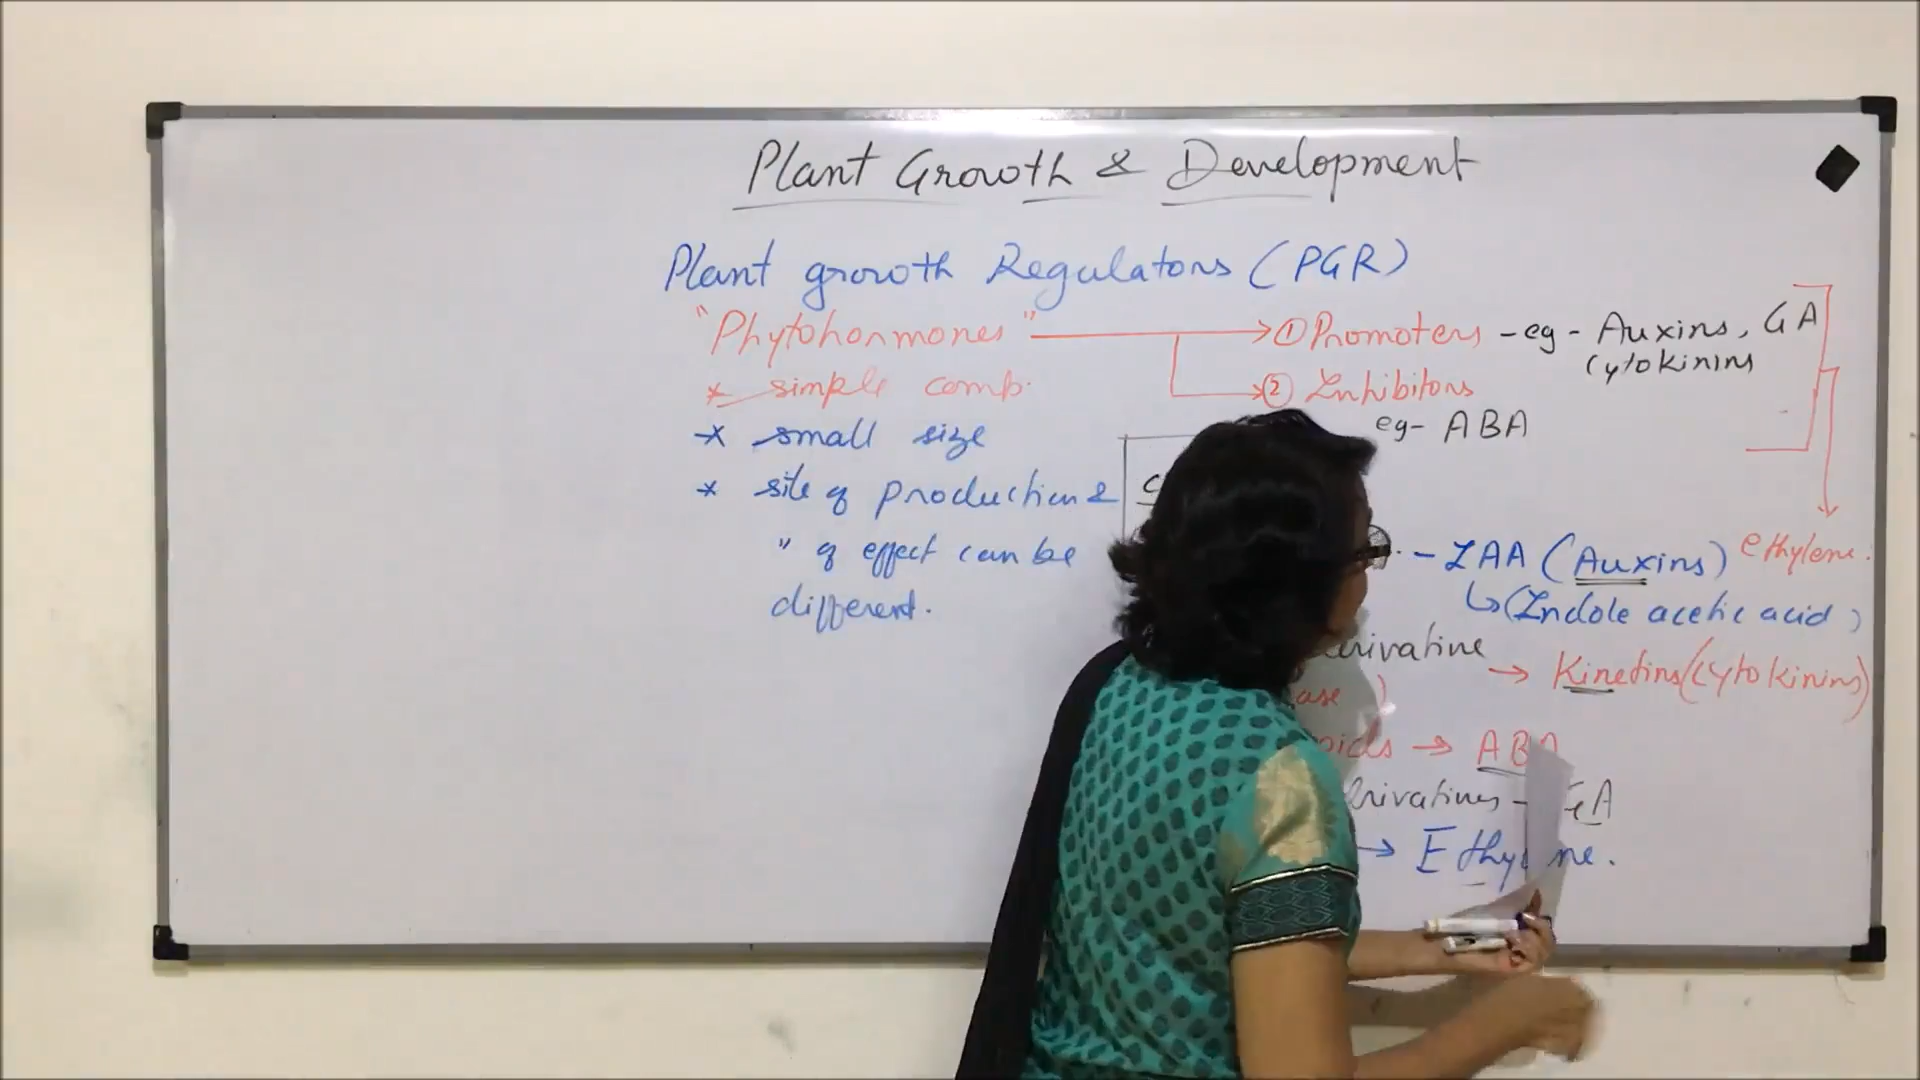 Plant Growth & Development
Plant growth Regulators (PGR)
"Phytohormones" → ① Promoters - eg - Auxins, GA
Cytokinins
* simple comp. → ② Inhibitors
eg- ABA
* small size
* site of production &
" of effect can be
different.
- IAA (Auxins) ethylene.
↳ (Indole acetic acid)
→ Kinetins (Cytokinins)
→ ABA
- GA
→ Ethylene.